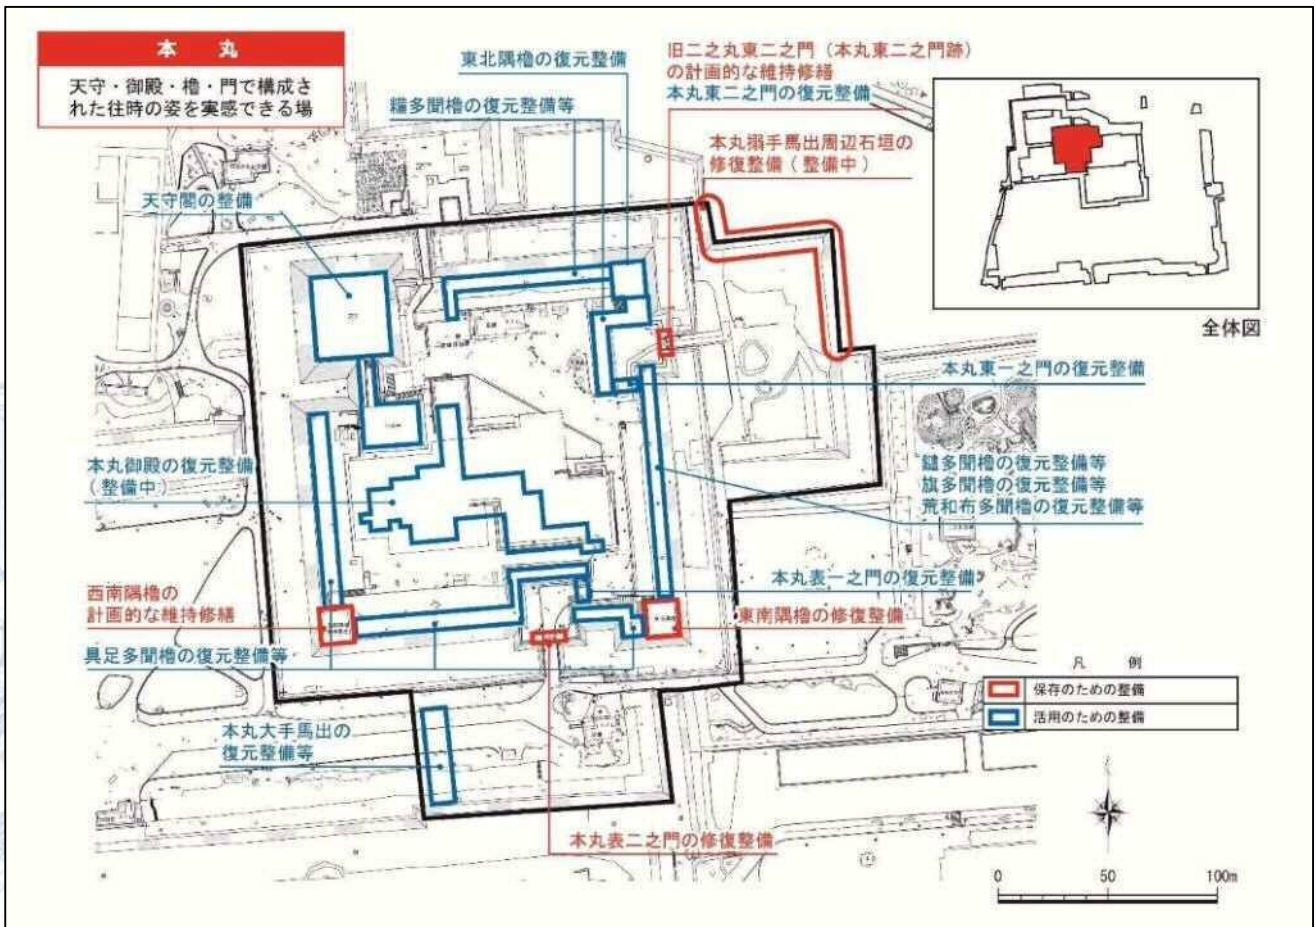 本丸
天守・御殿・櫓・門で構成さ
れた往時の姿を実感できる場
東北隅櫓の復元整備
糒多聞櫓の復元整備等
旧二之丸東二之門（本丸東二之門跡）
の計画的な維持修繕
本丸東二之門の復元整備
本丸搦手馬出周辺石垣の
修復整備（整備中）
天守閣の整備
全体図
本丸東一之門の復元整備
本丸御殿の復元整備
（整備中）
多聞櫓の復元整備等
旗多聞櫓の復元整備等
荒和布多聞櫓の復元整備等
本丸表一之門の復元整備
西南隅櫓の
計画的な維持修繕
東南隅櫓の修復整備
具足多聞櫓の復元整備等
凡例
保存のための整備
活用のための整備
本丸大手馬出の
復元整備等
本丸表二之門の修復整備
0 50 100m